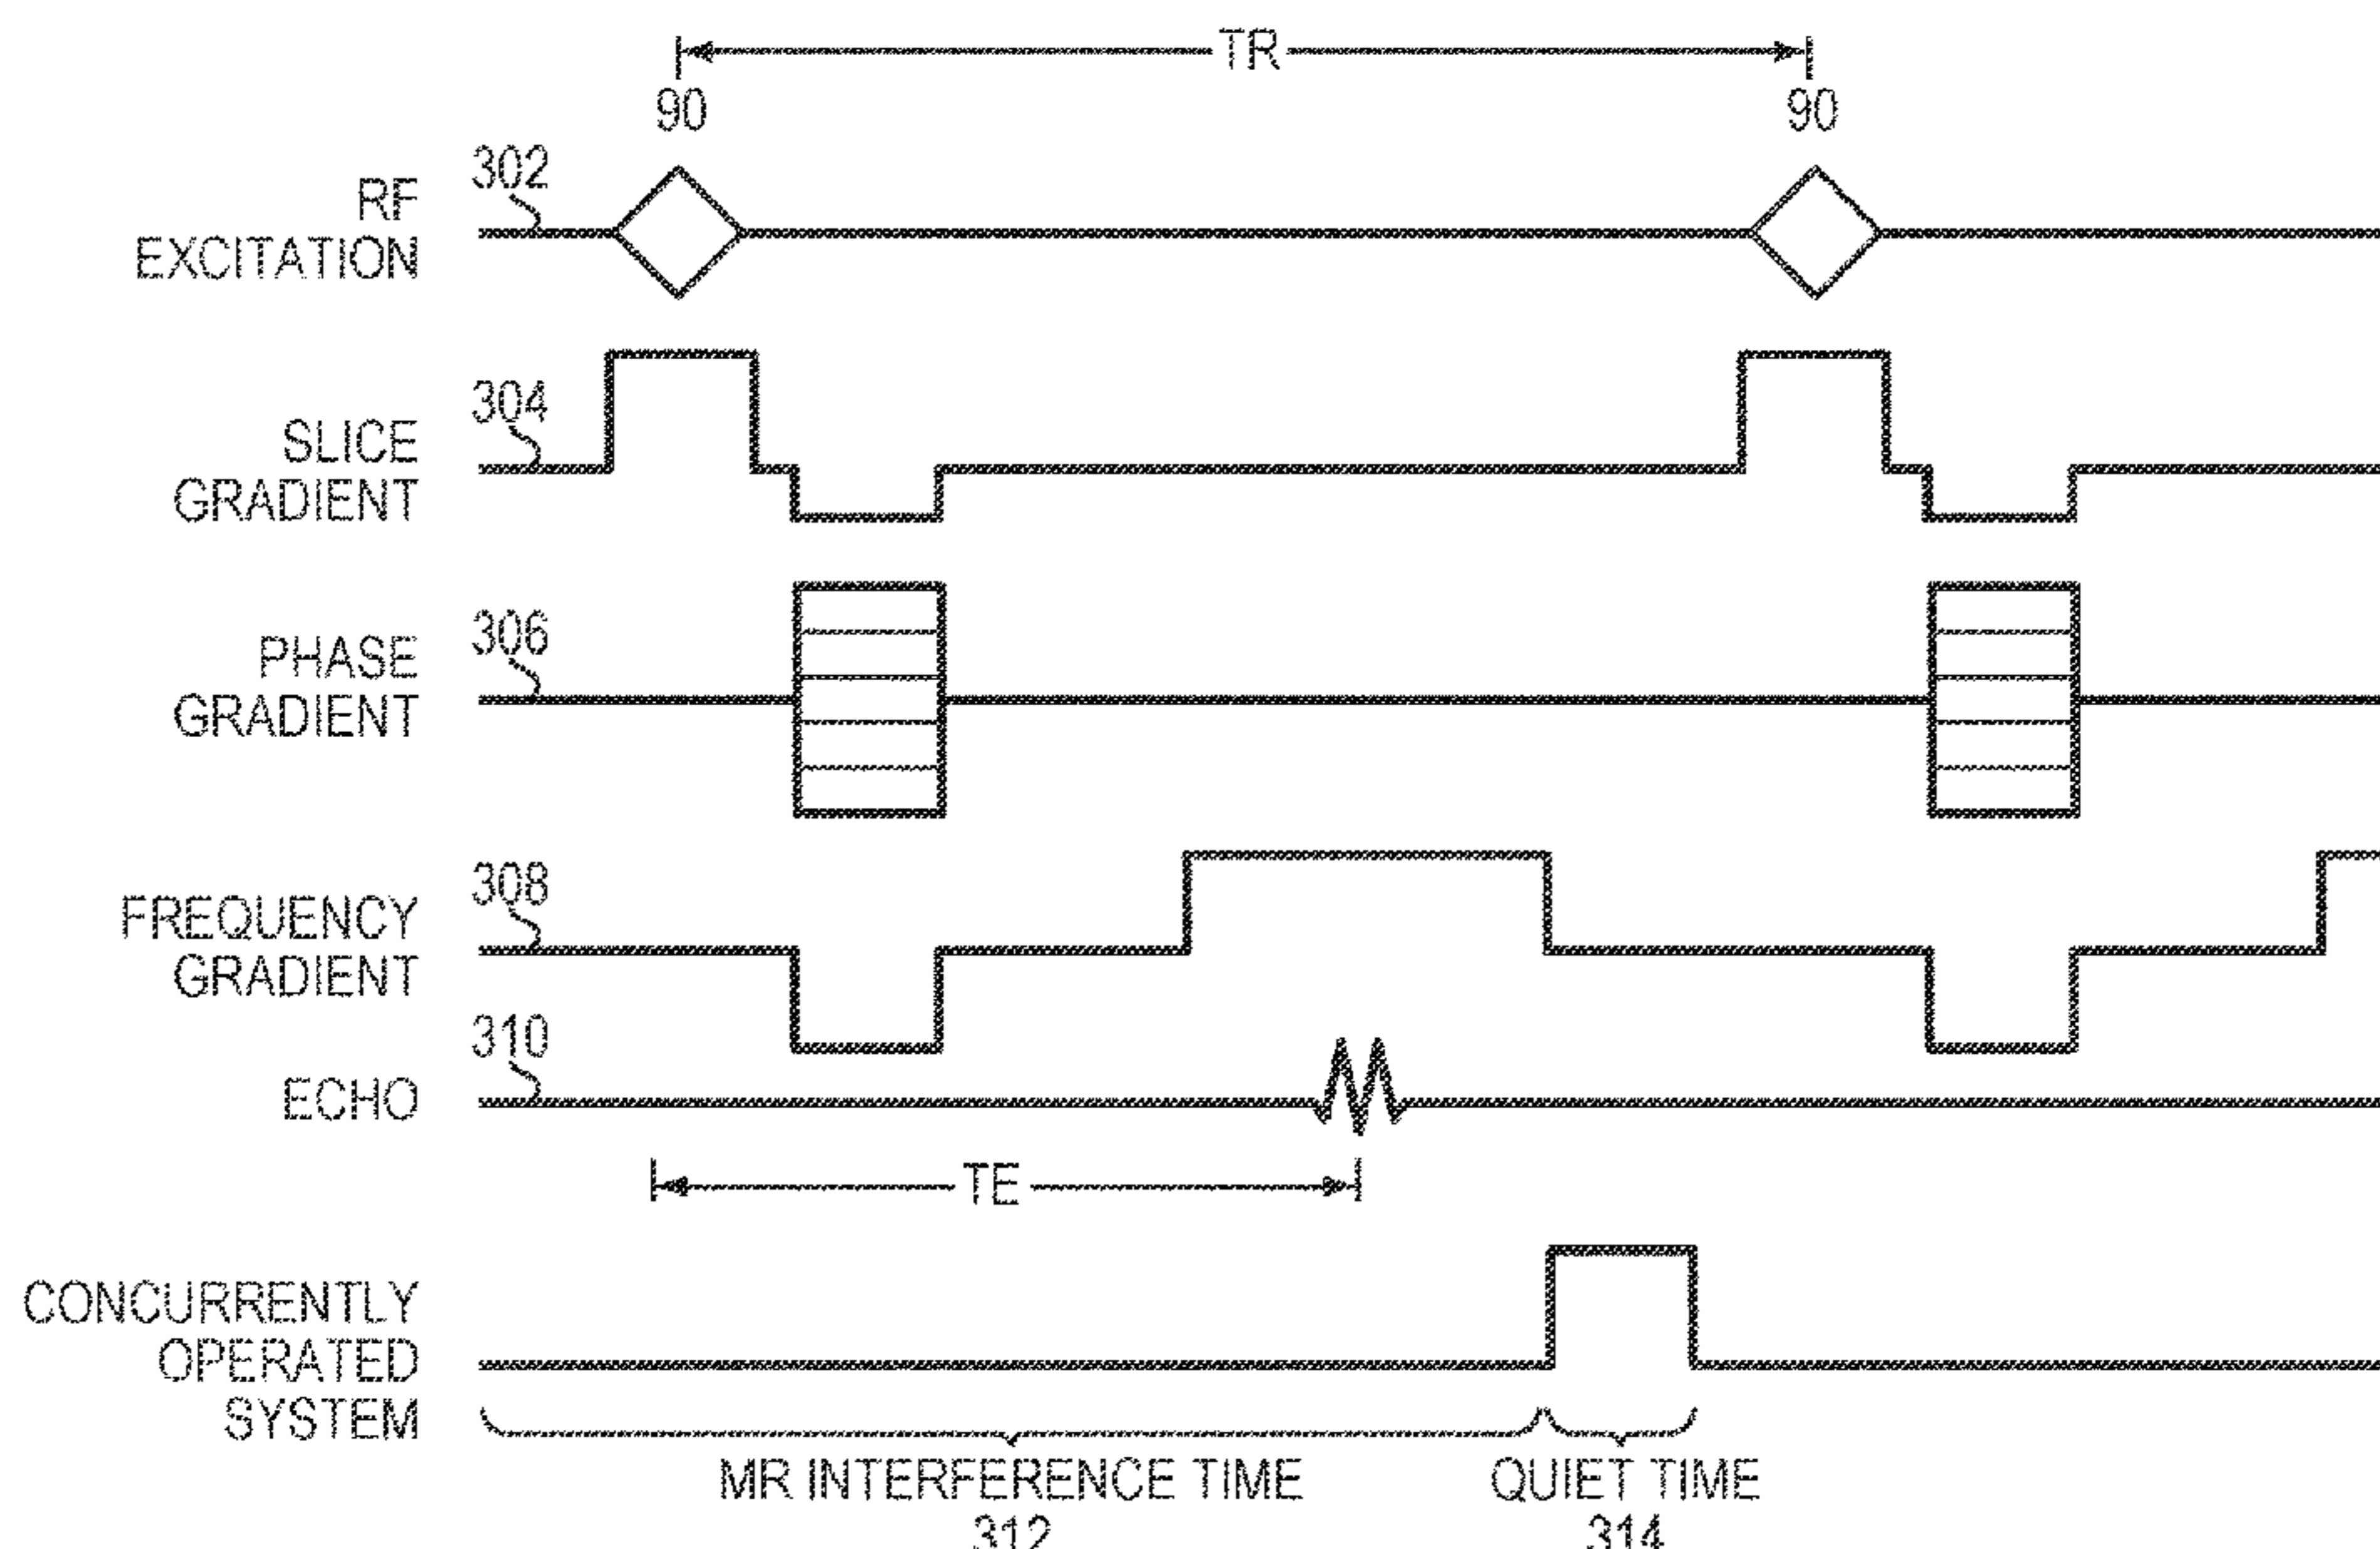 TR
90
90
302
RF
EXCITATION
304
SLICE
GRADIENT
306
PHASE
GRADIENT
308
FREQUENCY
GRADIENT
310
ECHO
TE
CONCURRENTLY
OPERATED
SYSTEM
MR INTERFERENCE TIME
312
QUIET TIME
314